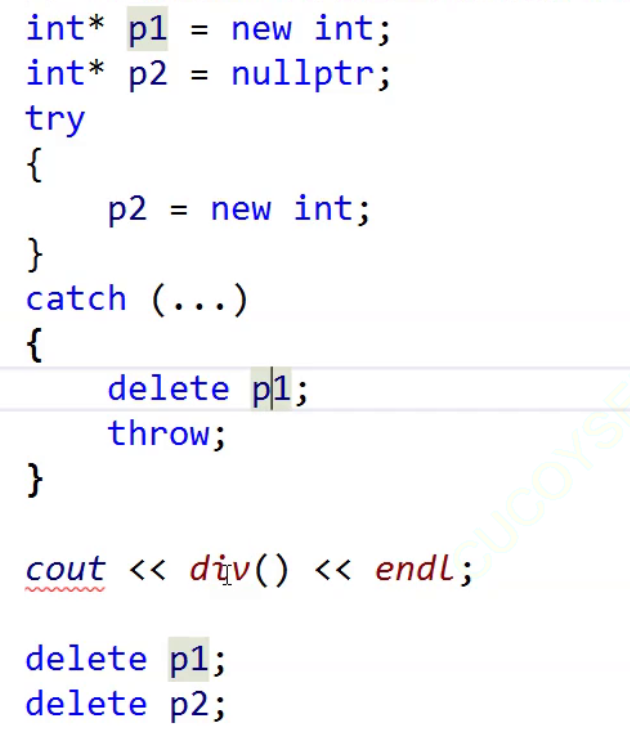 int* p1 = new int;
int* p2 = nullptr;
try
{
    p2 = new int;
}
catch (...)
{
    delete p1;
    throw;
}
cout << div() << endl;
delete p1;
delete p2;
CUCOYSE